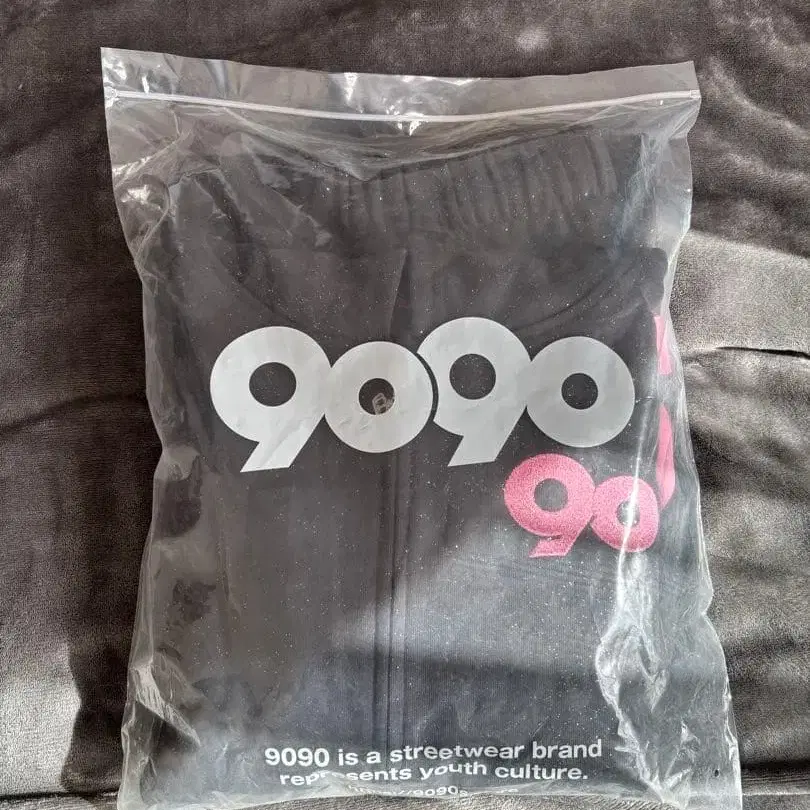 9090
90
9090 is a streetwear brand
represents youth culture.